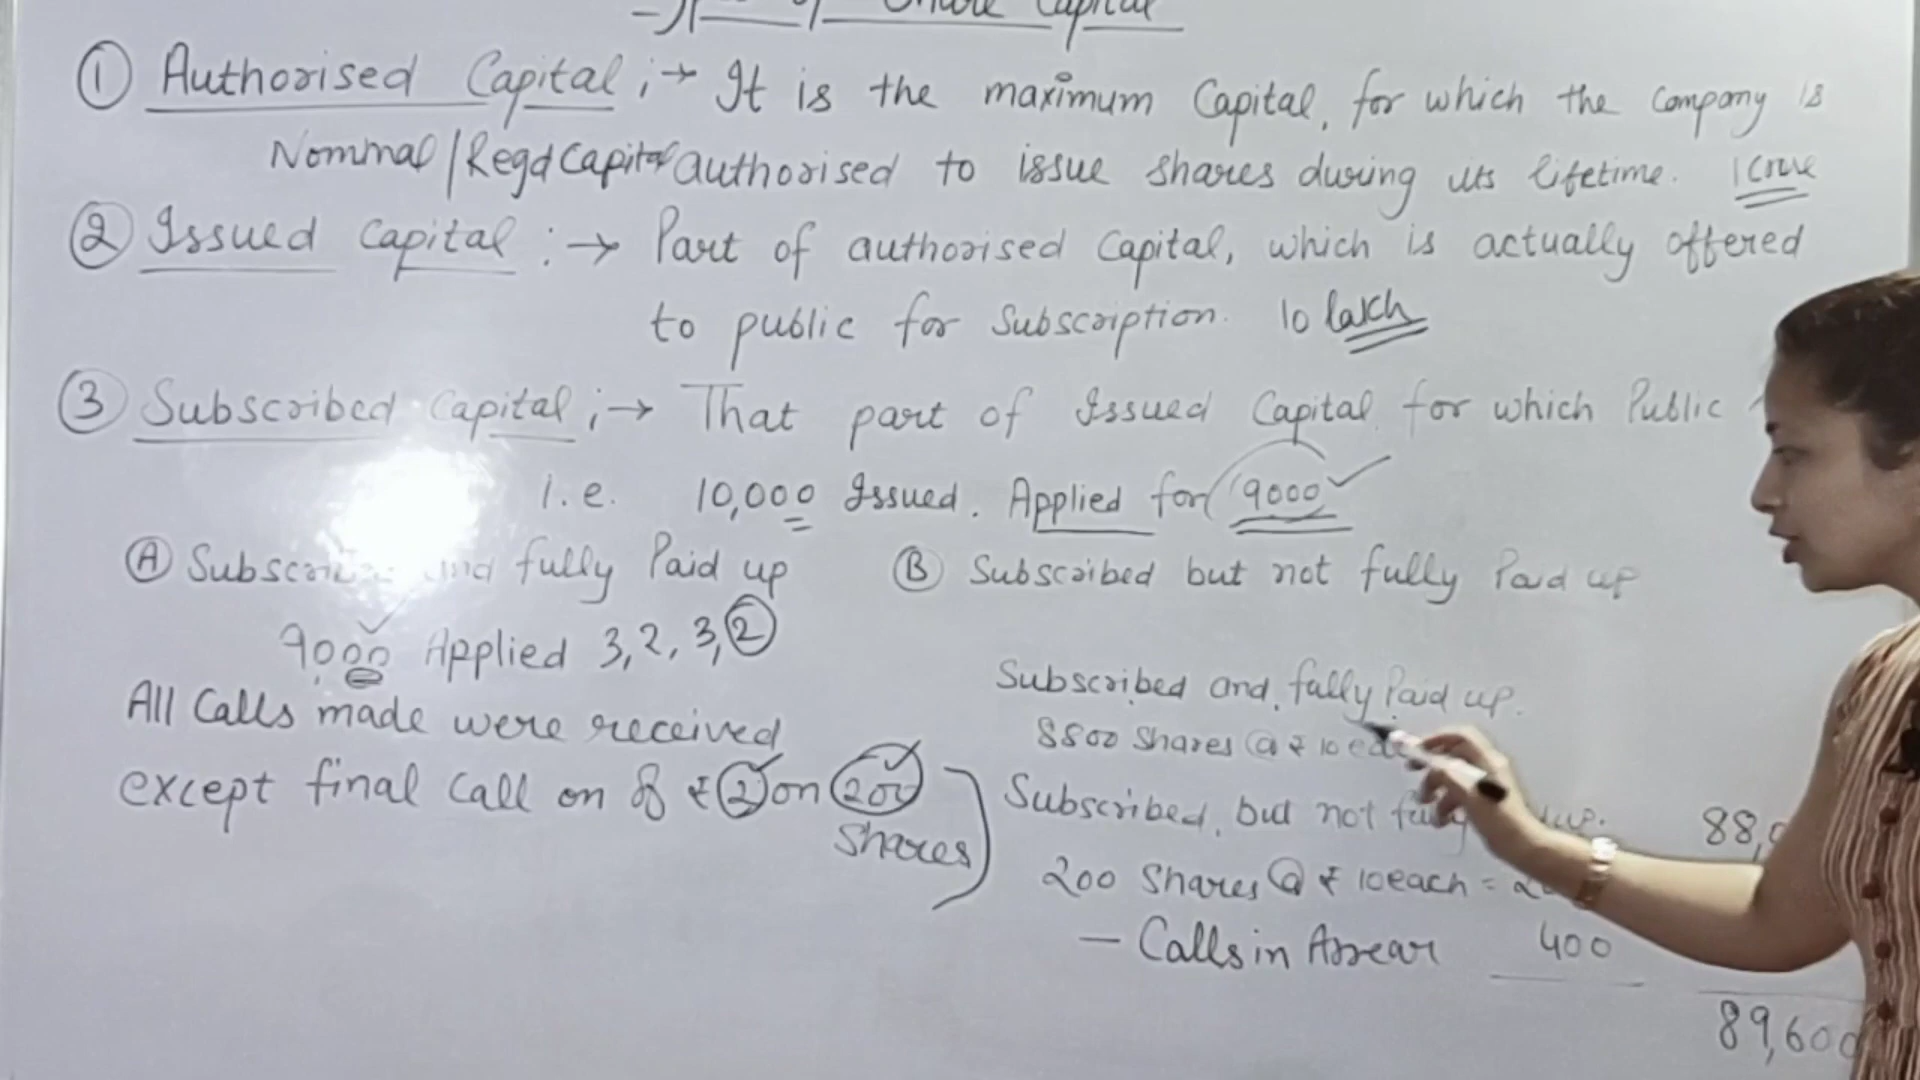 Share Capital
① Authorised Capital :→ It is the maximum Capital, for which the Company is
Nominal/Regd Capital authorised to issue shares during its lifetime. 1 Crore
② Issued Capital :→ Part of authorised Capital, which is actually offered
to public for subscription. 10 lakh
③ Subscribed Capital :→ That part of Issued Capital for which Public
i.e. 10,000 Issued. Applied for 9000 ✓
Ⓐ Subscribed and fully Paid up
9000 Applied 3, 2, 3, 2
All Calls made were received
except final call on of ₹ 2 on 200
Shares
Ⓑ Subscribed but not fully Paid up
Subscribed and fully Paid up.
8800 Shares @ ₹ 10 each
Subscribed, but not fully up.
200 Shares @ ₹ 10 each =
— Calls in Arrear 400
89,600